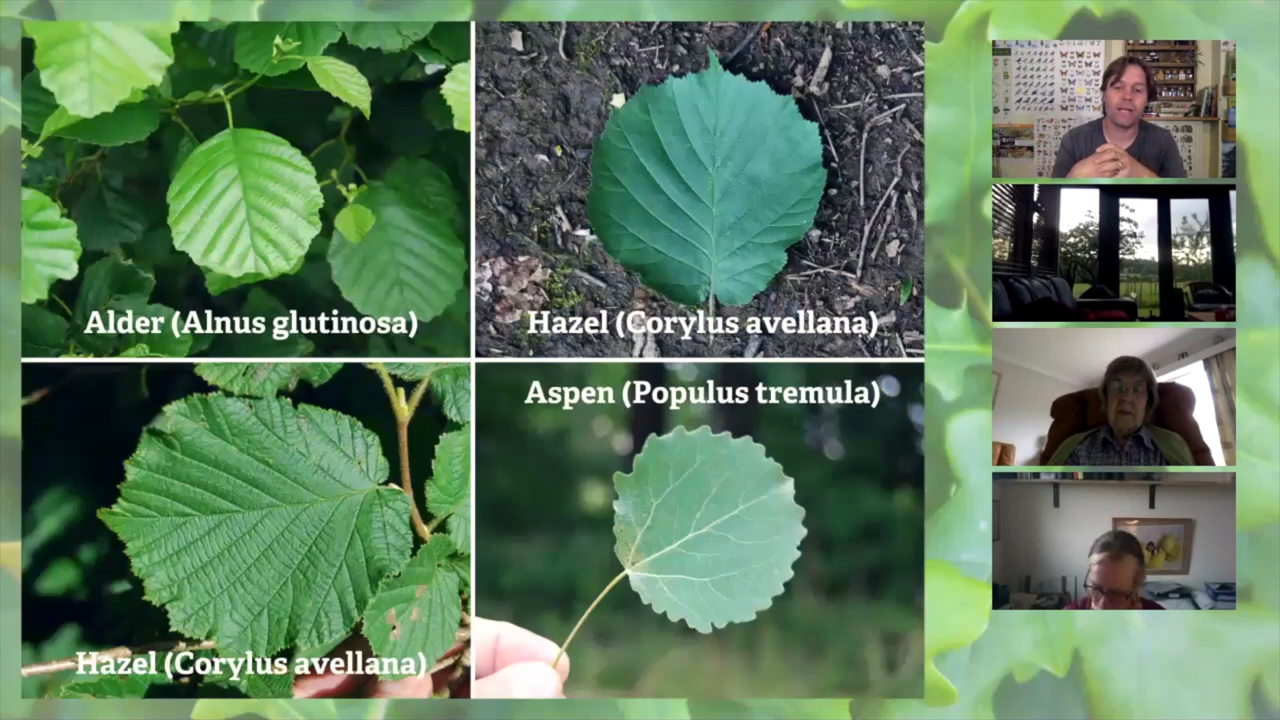 Alder (Alnus glutinosa)
Hazel (Corylus avellana)
Hazel (Corylus avellana)
Aspen (Populus tremula)